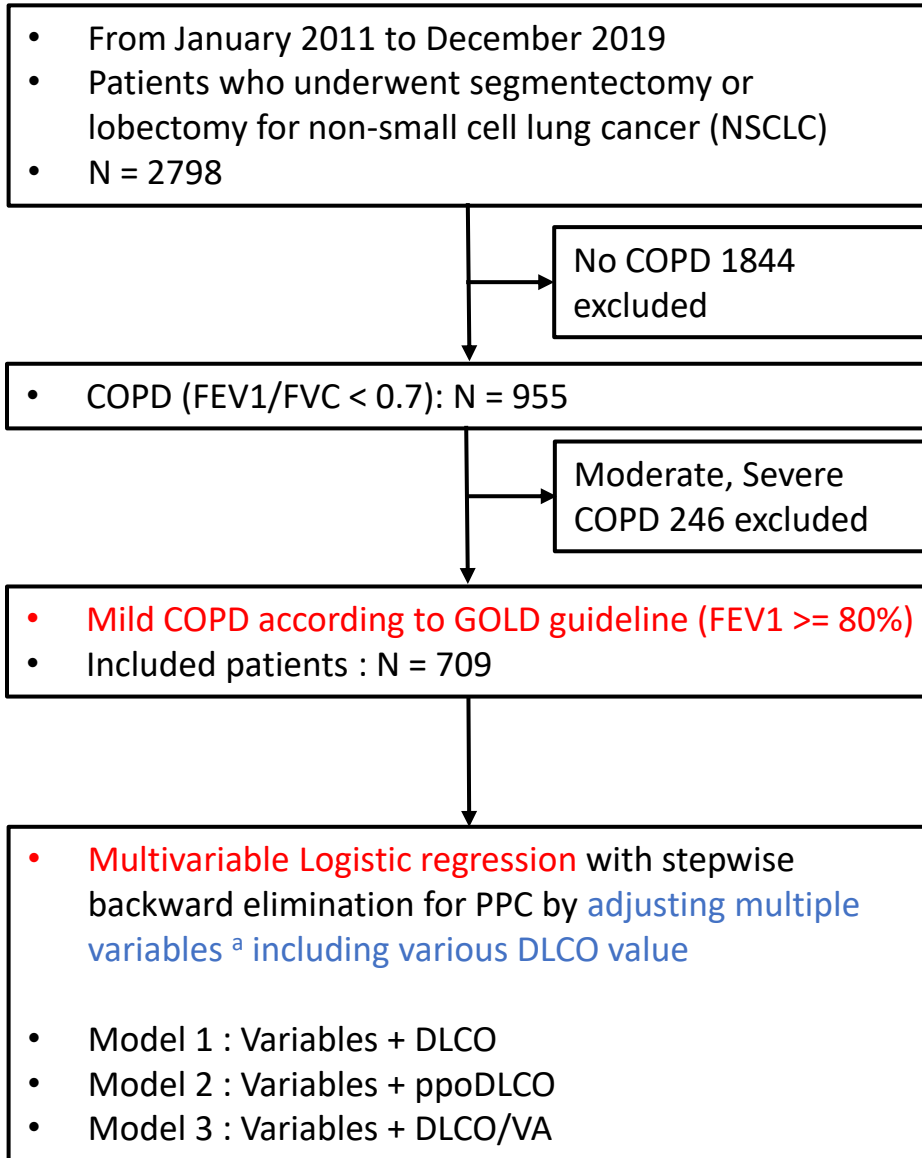 • From January 2011 to December 2019
• Patients who underwent segmentectomy or
lobectomy for non-small cell lung cancer (NSCLC)
• N = 2798
No COPD 1844
excluded
• COPD (FEV1/FVC < 0.7): N = 955
Moderate, Severe
COPD 246 excluded
• Mild COPD according to GOLD guideline (FEV1 >= 80%)
• Included patients : N = 709
• Multivariable Logistic regression with stepwise
backward elimination for PPC by adjusting multiple
variables ᵃ including various DLCO value
• Model 1 : Variables + DLCO
• Model 2 : Variables + ppoDLCO
• Model 3 : Variables + DLCO/VA